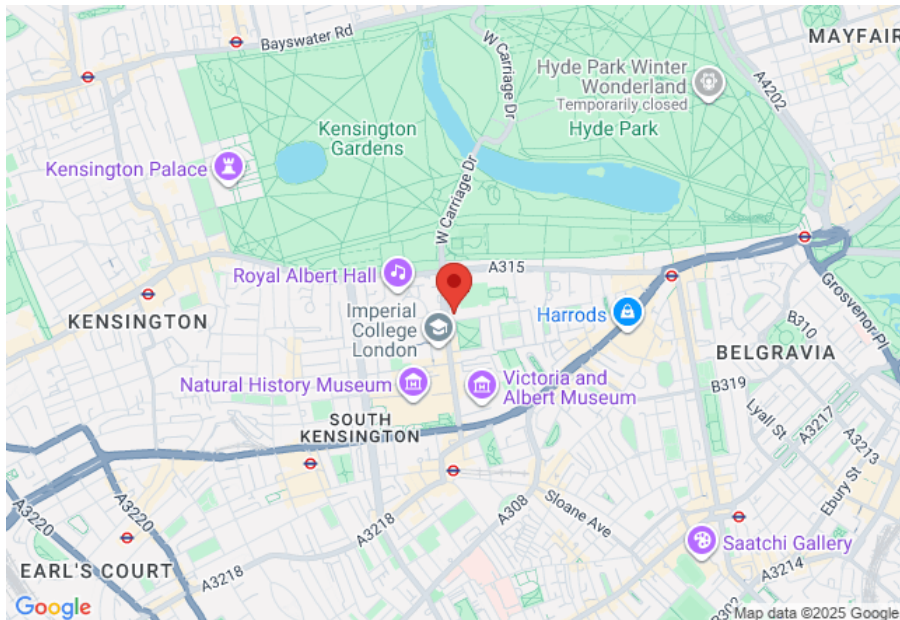 Bayswater Rd
W Carriage Dr
MAYFAIR
Hyde Park Winter
Wonderland
Temporarily closed
A4202
Kensington
Gardens
Hyde Park
Kensington Palace
W Carriage Dr
Royal Albert Hall
A315
Grosvenor Pl
KENSINGTON
Imperial
College
London
Harrods
B310
BELGRAVIA
Natural History Museum
Victoria and
Albert Museum
B319
SOUTH
KENSINGTON
Lyall St
A3217
A3213
Ebury St
A3220
A3220
A3218
A308
Sloane Ave
Saatchi Gallery
EARL'S COURT
A3218
A3214
A302
Google
Map data ©2025 Google